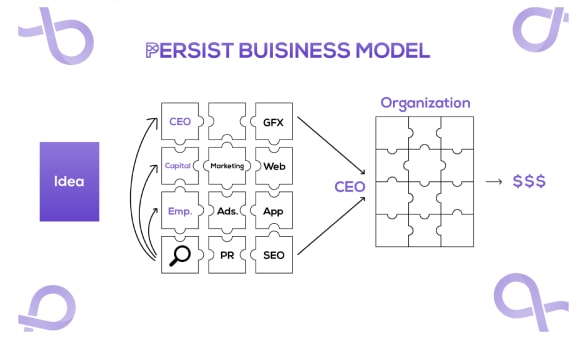 PERSIST BUISINESS MODEL
Idea
CEO
GFX
Capital
Marketing
Web
Emp.
Ads.
App
PR
SEO
CEO
Organization
$$$